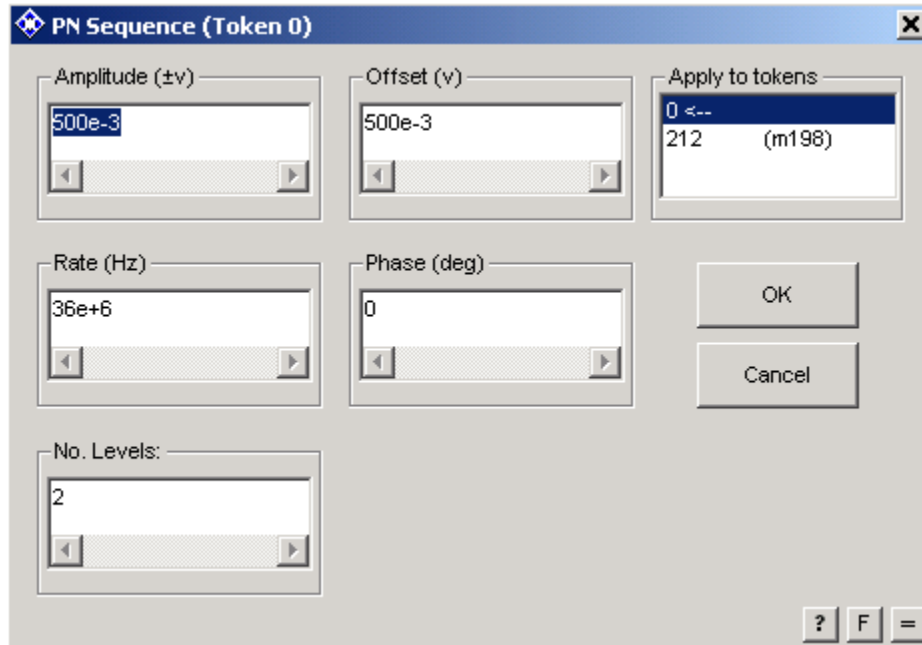 PN Sequence (Token 0)
Amplitude (±v)
500e-3
Offset (v)
500e-3
Apply to tokens
0 <--
212 (m198)
Rate (Hz)
36e+6
Phase (deg)
0
OK
Cancel
No. Levels:
2
? F =